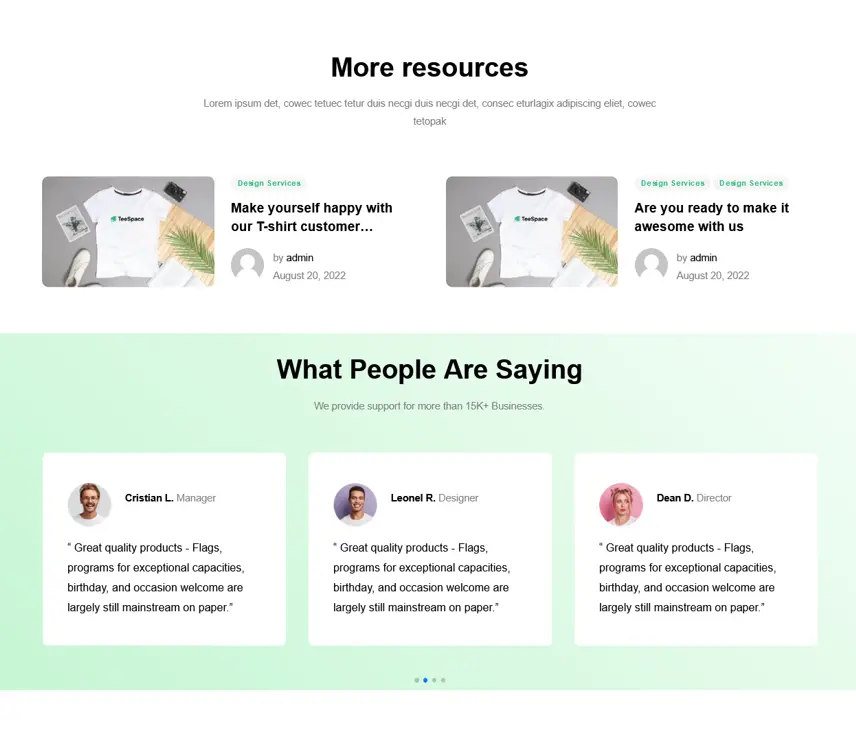 More resources
Lorem ipsum det, cowec tetuec tetur duis necgi duis necgi det, consec eturlagix adipiscing eliet, cowec
tetopak
TeeSpace
Design Services
Make yourself happy with
our T-shirt customer...
by admin
August 20, 2022
TeeSpace
Design Services Design Services
Are you ready to make it
awesome with us
by admin
August 20, 2022
What People Are Saying
We provide support for more than 15K+ Businesses.
Cristian L. Manager
“ Great quality products - Flags,
programs for exceptional capacities,
birthday, and occasion welcome are
largely still mainstream on paper.”
Leonel R. Designer
“ Great quality products - Flags,
programs for exceptional capacities,
birthday, and occasion welcome are
largely still mainstream on paper.”
Dean D. Director
“ Great quality products - Flags,
programs for exceptional capacities,
birthday, and occasion welcome are
largely still mainstream on paper.”